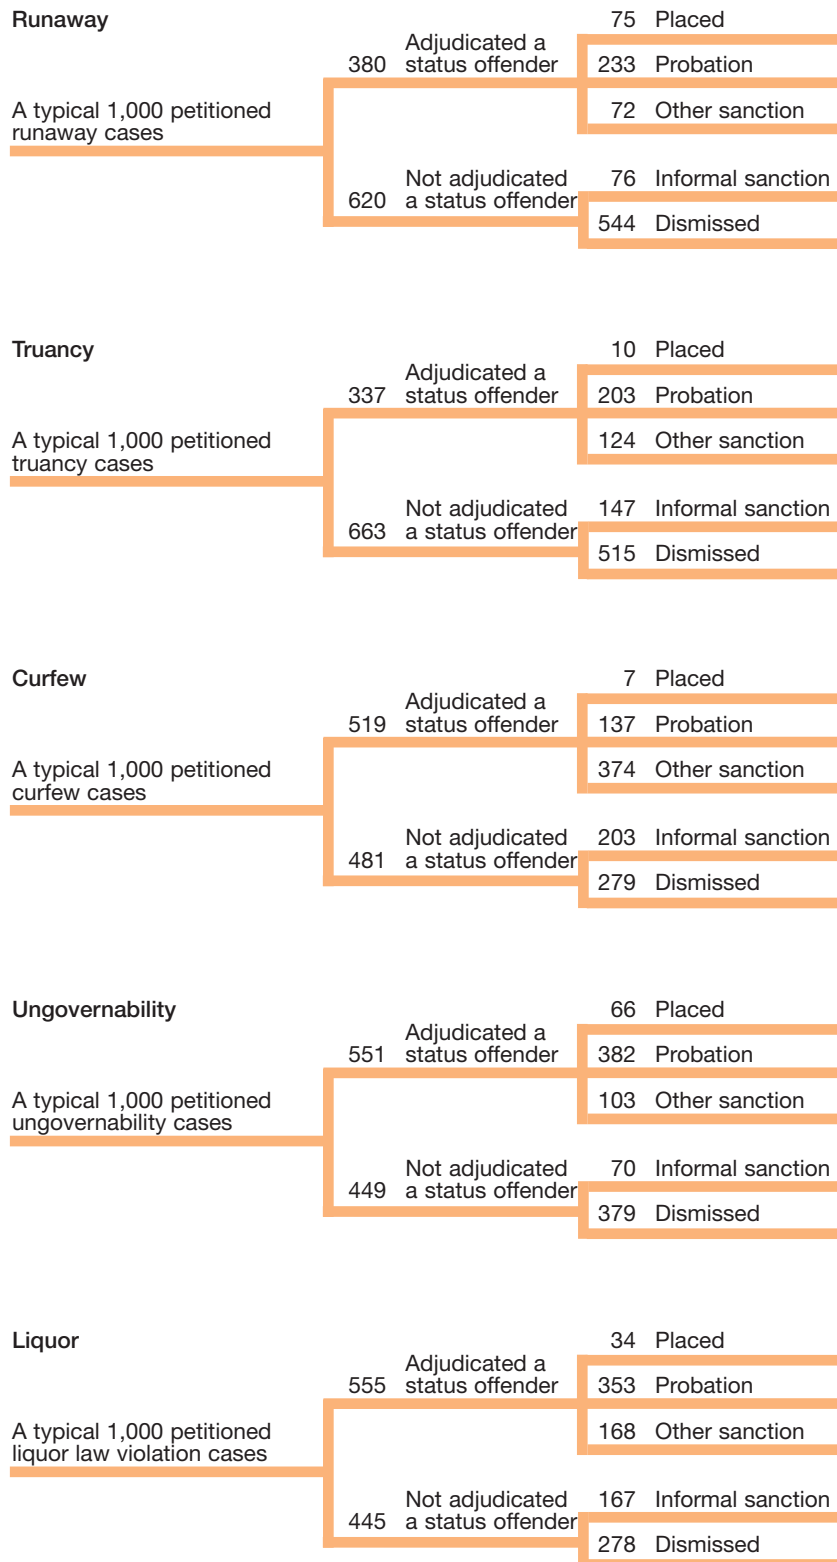 Runaway
75 Placed
Adjudicated a
380 status offender
233 Probation
A typical 1,000 petitioned
runaway cases
72 Other sanction
Not adjudicated
620 a status offender
76 Informal sanction
544 Dismissed
Truancy
10 Placed
Adjudicated a
337 status offender
203 Probation
A typical 1,000 petitioned
truancy cases
124 Other sanction
Not adjudicated
663 a status offender
147 Informal sanction
515 Dismissed
Curfew
7 Placed
Adjudicated a
519 status offender
137 Probation
A typical 1,000 petitioned
curfew cases
374 Other sanction
Not adjudicated
481 a status offender
203 Informal sanction
279 Dismissed
Ungovernability
66 Placed
Adjudicated a
551 status offender
382 Probation
A typical 1,000 petitioned
ungovernability cases
103 Other sanction
Not adjudicated
449 a status offender
70 Informal sanction
379 Dismissed
Liquor
34 Placed
Adjudicated a
555 status offender
353 Probation
A typical 1,000 petitioned
liquor law violation cases
168 Other sanction
Not adjudicated
445 a status offender
167 Informal sanction
278 Dismissed